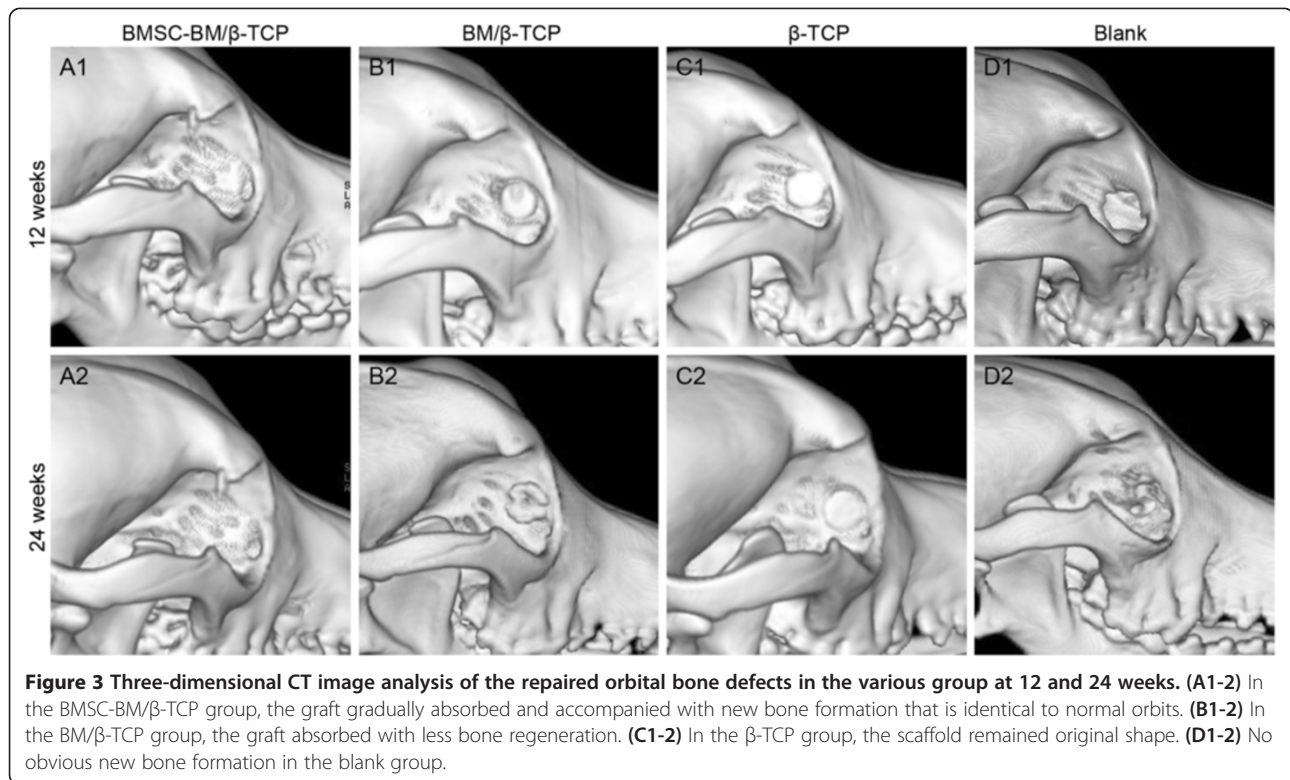 BMSC-BM/β-TCP BM/β-TCP β-TCP Blank
12 weeks
A1 B1 C1 D1
S
L
A
24 weeks
A2 B2 C2 D2
S
L
A
Figure 3 Three-dimensional CT image analysis of the repaired orbital bone defects in the various group at 12 and 24 weeks. (A1-2) In
the BMSC-BM/β-TCP group, the graft gradually absorbed and accompanied with new bone formation that is identical to normal orbits. (B1-2) In
the BM/β-TCP group, the graft absorbed with less bone regeneration. (C1-2) In the β-TCP group, the scaffold remained original shape. (D1-2) No
obvious new bone formation in the blank group.